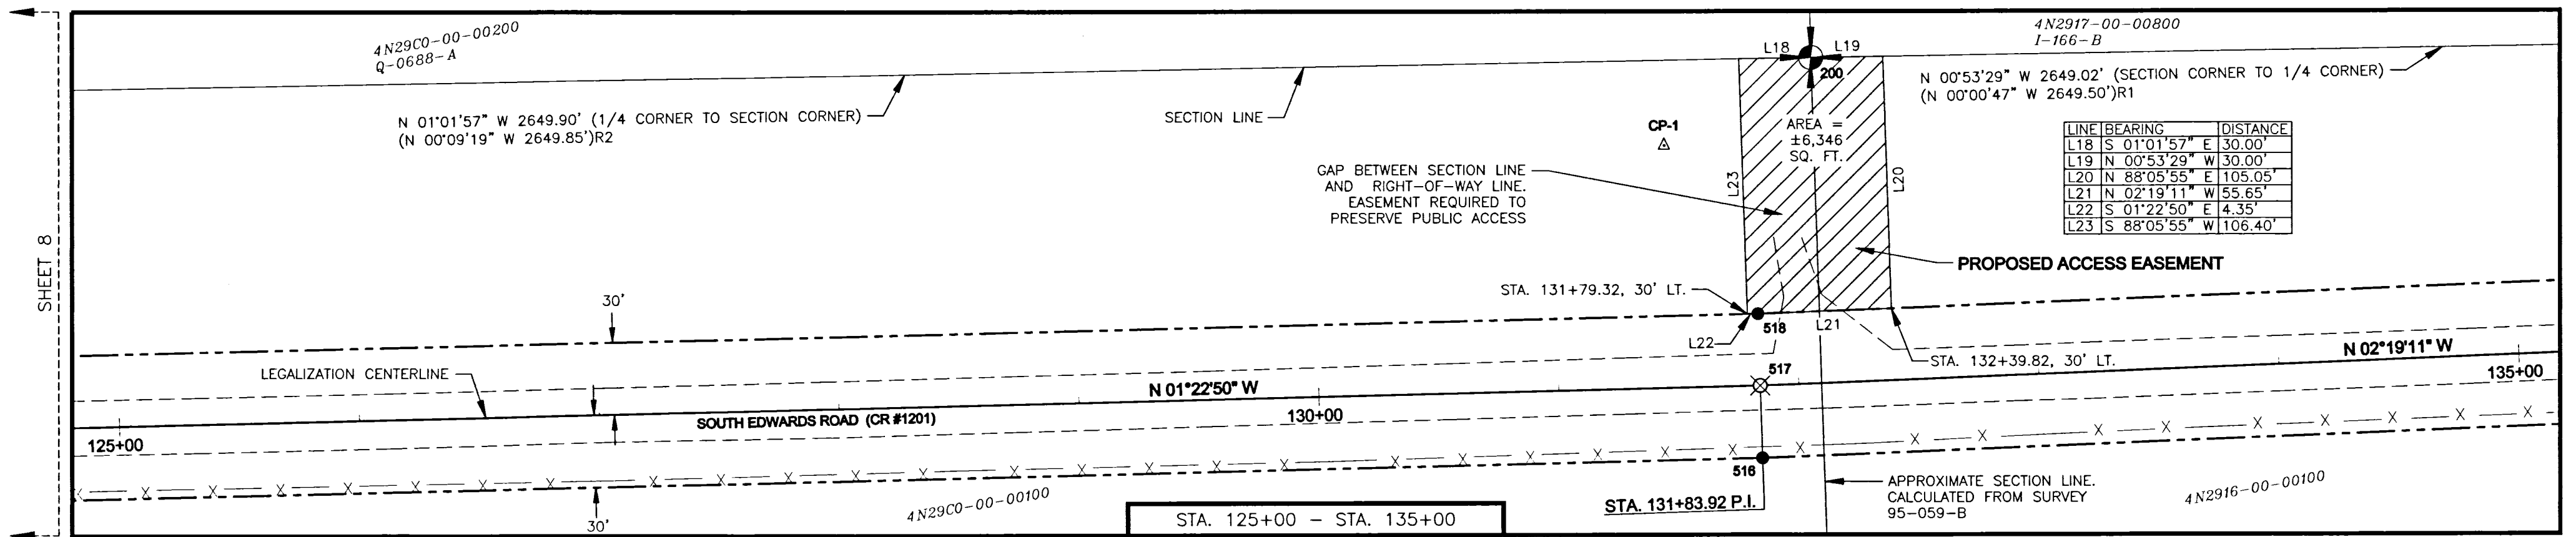 SHEET 8
4N29C0-00-00200
Q-0688-A
N 01°01'57" W 2649.90' (1/4 CORNER TO SECTION CORNER)
(N 00°09'19" W 2649.85')R2
SECTION LINE
L18
L19
200
4N2917-00-00800
I-166-B
N 00°53'29" W 2649.02' (SECTION CORNER TO 1/4 CORNER)
(N 00°00'47" W 2649.50')R1
CP-1
AREA =
±6,346
SQ. FT.
GAP BETWEEN SECTION LINE
AND RIGHT-OF-WAY LINE.
EASEMENT REQUIRED TO
PRESERVE PUBLIC ACCESS
L23
L20
LINE BEARING DISTANCE
L18 S 01°01'57" E 30.00'
L19 N 00°53'29" W 30.00'
L20 N 88°05'55" E 105.05'
L21 N 02°19'11" W 55.65'
L22 S 01°22'50" E 4.35'
L23 S 88°05'55" W 106.40'
PROPOSED ACCESS EASEMENT
STA. 131+79.32, 30' LT.
518
L21
L22
30'
LEGALIZATION CENTERLINE
N 01°22'50" W
517
STA. 132+39.82, 30' LT.
N 02°19'11" W
125+00
SOUTH EDWARDS ROAD (CR #1201)
130+00
135+00
516
STA. 131+83.92 P.I.
30'
4N29C0-00-00100
STA. 125+00 - STA. 135+00
APPROXIMATE SECTION LINE.
CALCULATED FROM SURVEY
95-059-B
4N2916-00-00100